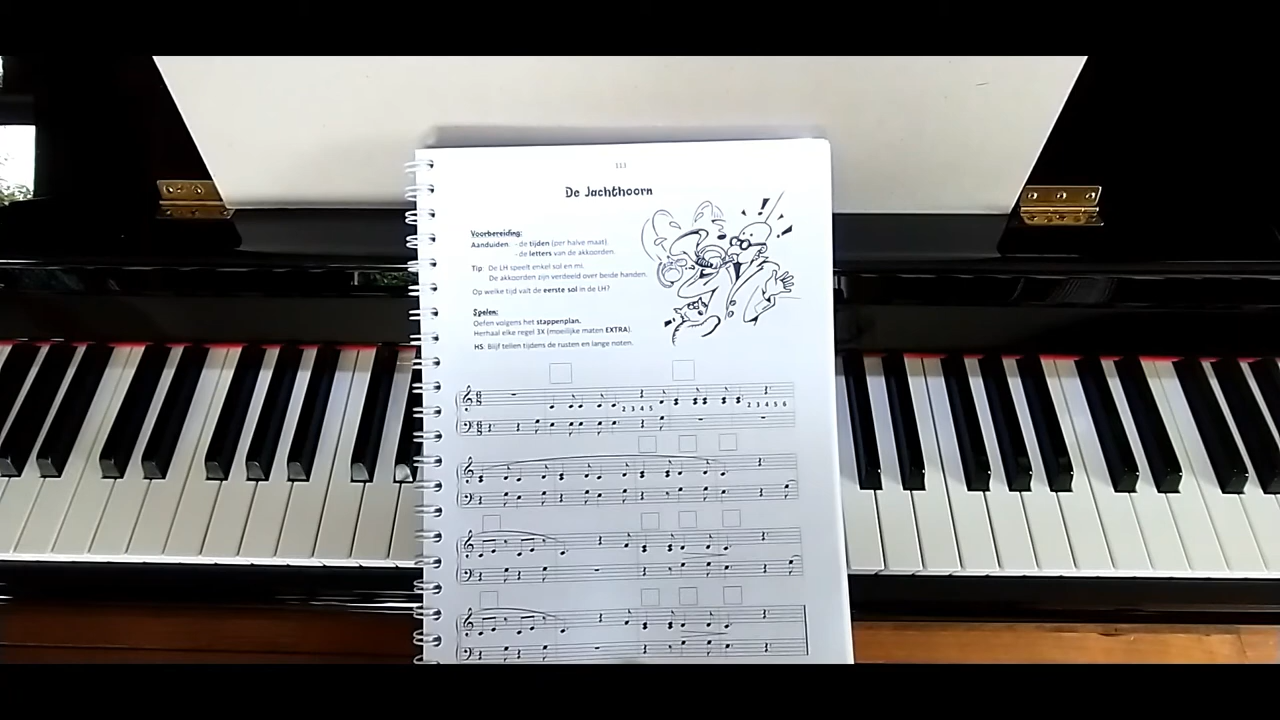 113
De Jachthoorn
Voorbereiding:
Aanduiden: - de tijden (per halve maat)
- de letters van de akkoorden.
Tip: De LH speelt enkel sol en mi.
De akkoorden zijn verdeeld over beide handen.
Op welke tijd valt de eerste sol in de LH?
Spelen:
Oefen volgens het stappenplan.
Herhaal elke regel 3X (moeilijke maten EXTRA).
HS: Blijf tellen tijdens de rusten en lange noten.
2 3 4 5
2 3 4 5 6